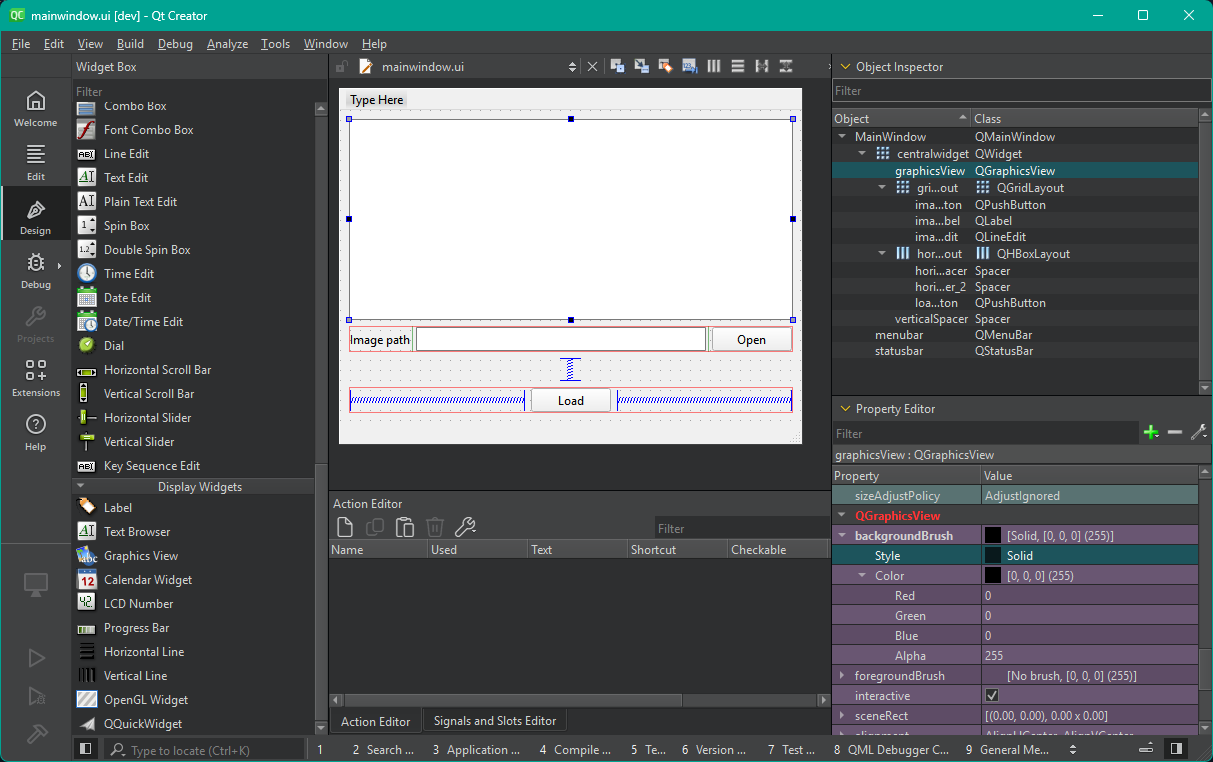 QC mainwindow.ui [dev] - Qt Creator
File Edit View Build Debug Analyze Tools Window Help
Welcome
Edit
Design
Debug
Projects
Extensions
Help
Widget Box
Filter
Combo Box
Font Combo Box
Line Edit
Text Edit
Plain Text Edit
Spin Box
Double Spin Box
Time Edit
Date Edit
Date/Time Edit
Dial
Horizontal Scroll Bar
Vertical Scroll Bar
Horizontal Slider
Vertical Slider
Key Sequence Edit
Display Widgets
Label
Text Browser
Graphics View
Calendar Widget
LCD Number
Progress Bar
Horizontal Line
Vertical Line
OpenGL Widget
QQuickWidget
mainwindow.ui
Type Here
Image path Open
Load
Action Editor
Filter
Name Used Text Shortcut Checkable
Action Editor Signals and Slots Editor
Object Inspector
Filter
Object Class
MainWindow QMainWindow
centralwidget QWidget
graphicsView QGraphicsView
gri...out QGridLayout
ima...ton QPushButton
ima...bel QLabel
ima...dit QLineEdit
hor...out QHBoxLayout
hori...acer Spacer
hori...er_2 Spacer
loa...ton QPushButton
verticalSpacer Spacer
menubar QMenuBar
statusbar QStatusBar
Property Editor
Filter
graphicsView : QGraphicsView
Property Value
sizeAdjustPolicy AdjustIgnored
QGraphicsView
backgroundBrush [Solid, [0, 0, 0] (255)]
Style Solid
Color [0, 0, 0] (255)
Red 0
Green 0
Blue 0
Alpha 255
foregroundBrush [No brush, [0, 0, 0] (255)]
interactive
sceneRect [(0.00, 0.00), 0.00 x 0.00]
alignment AlignHCenter, AlignVCenter
Type to locate (Ctrl+K) 1 2 Search ... 3 Application ... 4 Compile ... 5 Te... 6 Version ... 7 Test ... 8 QML Debugger C... 9 General Me...